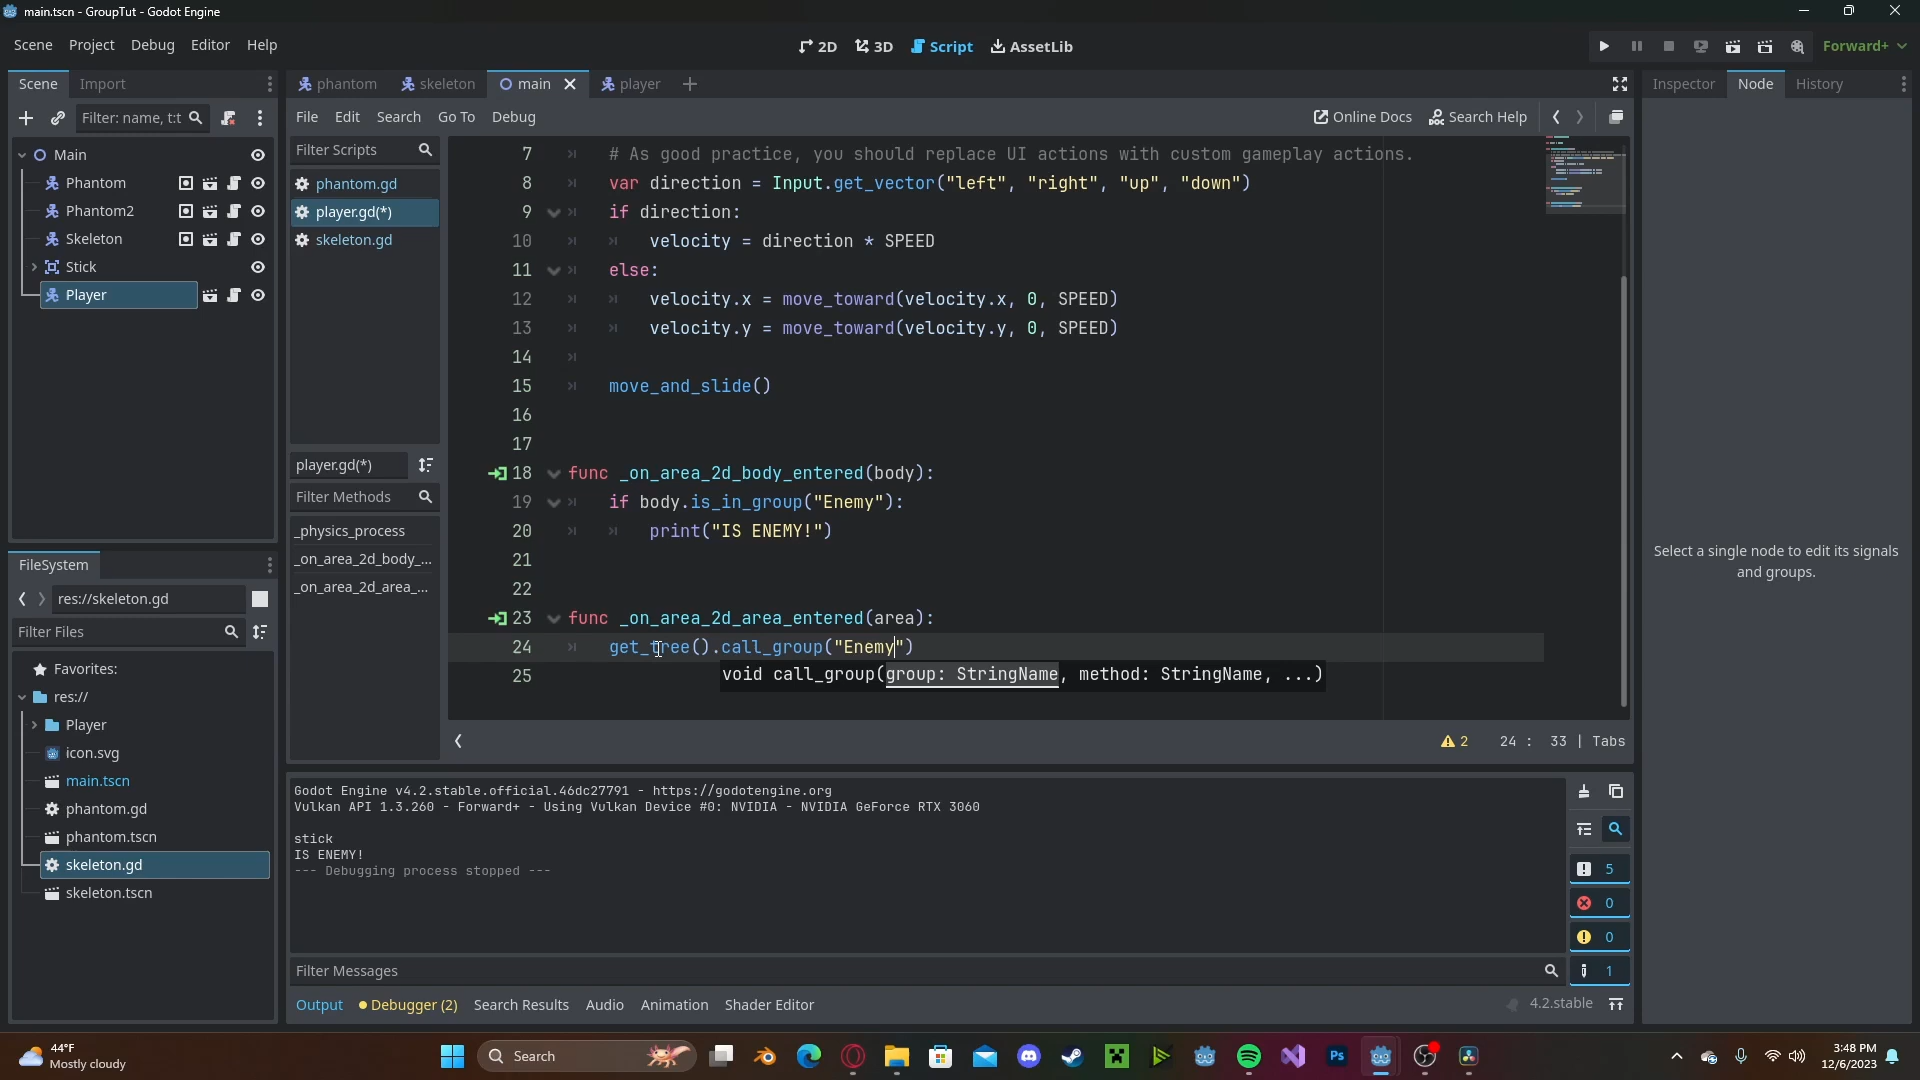 main.tscn - GroupTut - Godot Engine
Scene Project Debug Editor Help
2D 3D Script AssetLib
Forward+
Scene Import
Filter: name, t:t
Main
Phantom
Phantom2
Skeleton
Stick
Player
FileSystem
res://skeleton.gd
Filter Files
Favorites:
res://
Player
icon.svg
main.tscn
phantom.gd
phantom.tscn
skeleton.gd
skeleton.tscn
phantom skeleton main player
File Edit Search Go To Debug
Online Docs Search Help
Filter Scripts
phantom.gd
player.gd(*)
skeleton.gd
player.gd(*)
Filter Methods
_physics_process
_on_area_2d_body_...
_on_area_2d_area_...
7 # As good practice, you should replace UI actions with custom gameplay actions.
8 var direction = Input.get_vector("left", "right", "up", "down")
9 if direction:
10 velocity = direction * SPEED
11 else:
12 velocity.x = move_toward(velocity.x, 0, SPEED)
13 velocity.y = move_toward(velocity.y, 0, SPEED)
14
15 move_and_slide()
16
17
18 func _on_area_2d_body_entered(body):
19 if body.is_in_group("Enemy"):
20 print("IS ENEMY!")
21
22
23 func _on_area_2d_area_entered(area):
24 get_tree().call_group("Enemy")
25
void call_group(group: StringName, method: StringName, ...)
2 24 : 33 | Tabs
Godot Engine v4.2.stable.official.46dc27791 - https://godotengine.org
Vulkan API 1.3.260 - Forward+ - Using Vulkan Device #0: NVIDIA - NVIDIA GeForce RTX 3060
stick
IS ENEMY!
--- Debugging process stopped ---
5
0
0
1
Filter Messages
Output Debugger (2) Search Results Audio Animation Shader Editor
4.2.stable
Inspector Node History
Select a single node to edit its signals
and groups.
44°F
Mostly cloudy
Search
Ps
3:48 PM
12/6/2023